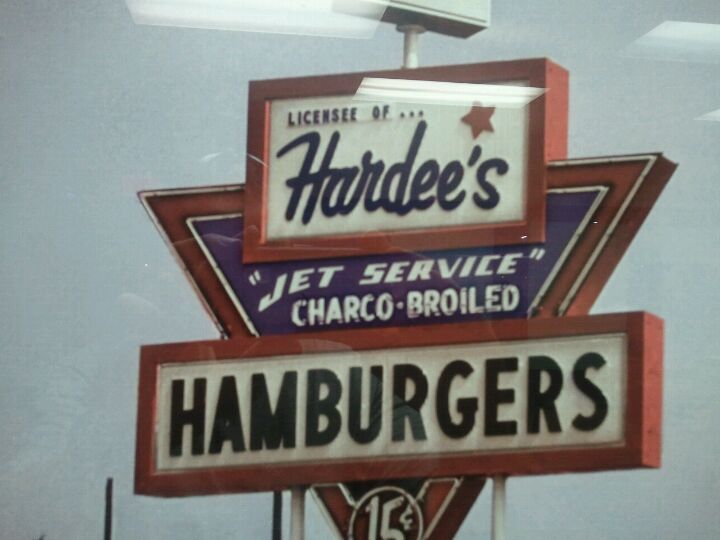 LICENSEE OF...
Hardee's
"JET SERVICE"
CHARCO-BROILED
HAMBURGERS
15¢